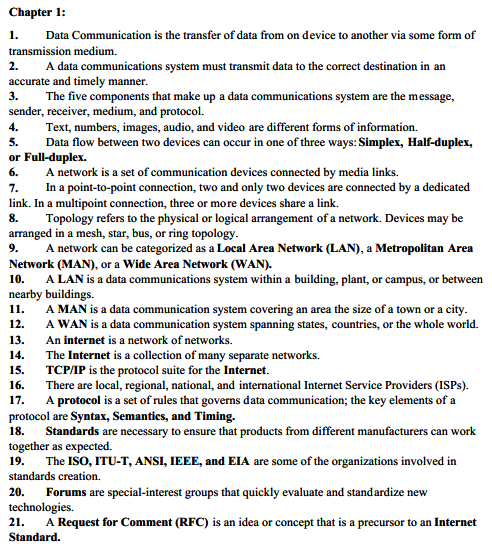 Chapter 1:
1. Data Communication is the transfer of data from on device to another via some form of
transmission medium.
2. A data communications system must transmit data to the correct destination in an
accurate and timely manner.
3. The five components that make up a data communications system are the message,
sender, receiver, medium, and protocol.
4. Text, numbers, images, audio, and video are different forms of information.
5. Data flow between two devices can occur in one of three ways: Simplex, Half-duplex,
or Full-duplex.
6. A network is a set of communication devices connected by media links.
7. In a point-to-point connection, two and only two devices are connected by a dedicated
link. In a multipoint connection, three or more devices share a link.
8. Topology refers to the physical or logical arrangement of a network. Devices may be
arranged in a mesh, star, bus, or ring topology.
9. A network can be categorized as a Local Area Network (LAN), a Metropolitan Area
Network (MAN), or a Wide Area Network (WAN).
10. A LAN is a data communications system within a building, plant, or campus, or between
nearby buildings.
11. A MAN is a data communication system covering an area the size of a town or a city.
12. A WAN is a data communication system spanning states, countries, or the whole world.
13. An internet is a network of networks.
14. The Internet is a collection of many separate networks.
15. TCP/IP is the protocol suite for the Internet.
16. There are local, regional, national, and international Internet Service Providers (ISPs).
17. A protocol is a set of rules that governs data communication; the key elements of a
protocol are Syntax, Semantics, and Timing.
18. Standards are necessary to ensure that products from different manufacturers can work
together as expected.
19. The ISO, ITU-T, ANSI, IEEE, and EIA are some of the organizations involved in
standards creation.
20. Forums are special-interest groups that quickly evaluate and standardize new
technologies.
21. A Request for Comment (RFC) is an idea or concept that is a precursor to an Internet
Standard.